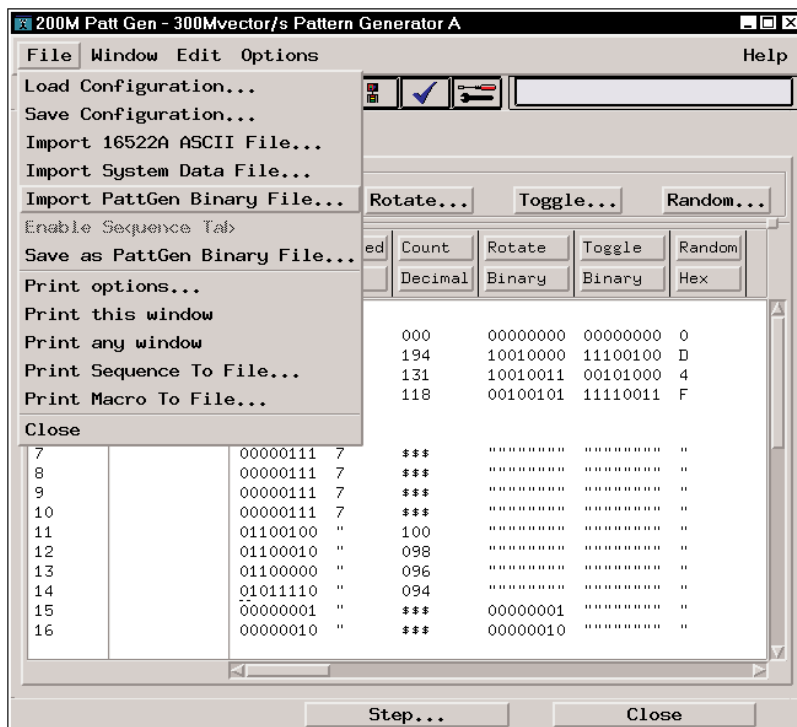 200M Patt Gen - 300Mvector/s Pattern Generator A
File Window Edit Options Help
Load Configuration...
Save Configuration...
Import 16522A ASCII File...
Import System Data File...
Import PattGen Binary File...
Enable Sequence Tab
Save as PattGen Binary File...
Print options...
Print this window
Print any window
Print Sequence To File...
Print Macro To File...
Close
Rotate... Toggle... Random...
ed Count Rotate Toggle Random
Decimal Binary Binary Hex
000 00000000 00000000 0
194 10010000 11100100 D
131 10010011 00101000 4
118 00100101 11110011 F
7 00000111 7 $$$ """""""" """""""" "
8 00000111 7 $$$ """""""" """""""" "
9 00000111 7 $$$ """""""" """""""" "
10 00000111 7 $$$ """""""" """""""" "
11 01100100 " 100 """""""" """""""" "
12 01100010 " 098 """""""" """""""" "
13 01100000 " 096 """""""" """""""" "
14 01011110 " 094 """""""" """""""" "
15 00000001 " $$$ 00000001 """""""" "
16 00000010 " $$$ 00000010 """""""" "
Step... Close